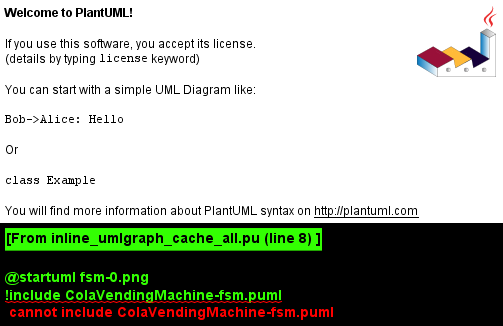 Welcome to PlantUML!
If you use this software, you accept its license.
(details by typing license keyword)
You can start with a simple UML Diagram like:
Bob->Alice: Hello
Or
class Example
You will find more information about PlantUML syntax on http://plantuml.com
[From inline_umlgraph_cache_all.pu (line 8) ]
@startuml fsm-0.png
!include ColaVendingMachine-fsm.puml
cannot include ColaVendingMachine-fsm.puml